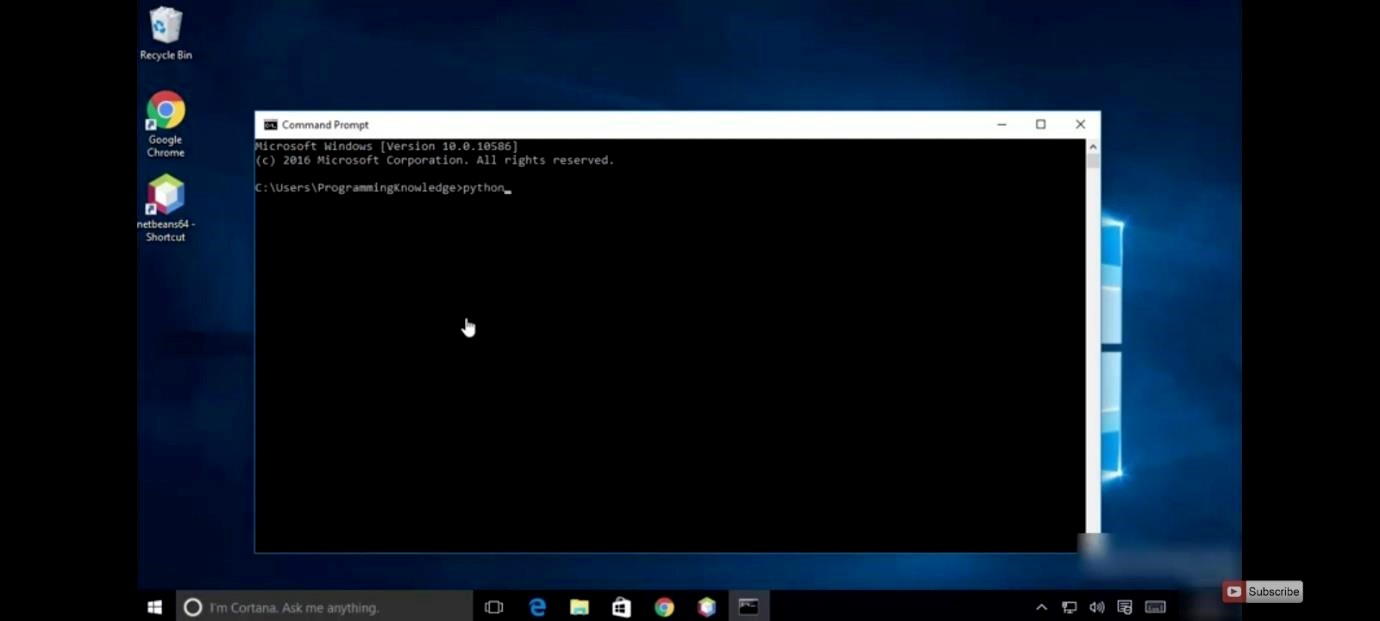 Recycle Bin
Google
Chrome
netbeans64 -
Shortcut
Command Prompt
Microsoft Windows [Version 10.0.10586]
(c) 2016 Microsoft Corporation. All rights reserved.
C:\Users\ProgrammingKnowledge>python_
I'm Cortana. Ask me anything.
Subscribe